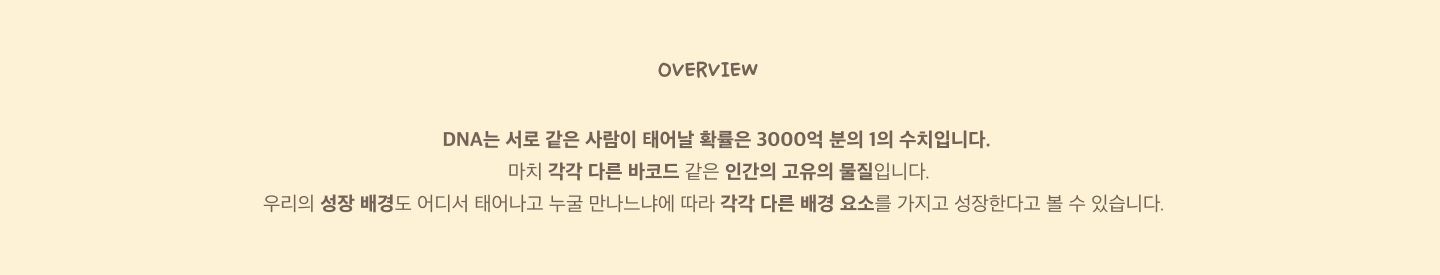 OVERVIEW
DNA는 서로 같은 사람이 태어날 확률은 3000억 분의 1의 수치입니다.
마치 각각 다른 바코드 같은 인간의 고유의 물질입니다.
우리의 성장 배경도 어디서 태어나고 누굴 만나느냐에 따라 각각 다른 배경 요소를 가지고 성장한다고 볼 수 있습니다.